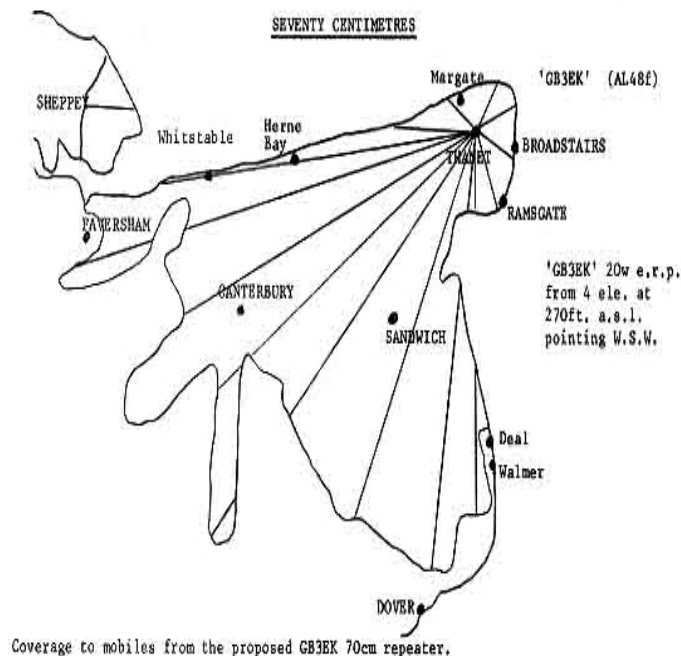 SEVENTY CENTIMETRES
Margate
'GB3EK' (AL48f)
SHEPPEY
Whitstable
Herne
Bay
THANET
BROADSTAIRS
RAMSGATE
FAVERSHAM
'GB3EK' 20w e.r.p.
from 4 ele. at
270ft. a.s.l.
pointing W.S.W.
CANTERBURY
SANDWICH
Deal
Walmer
DOVER
Coverage to mobiles from the proposed GB3EK 70cm repeater.